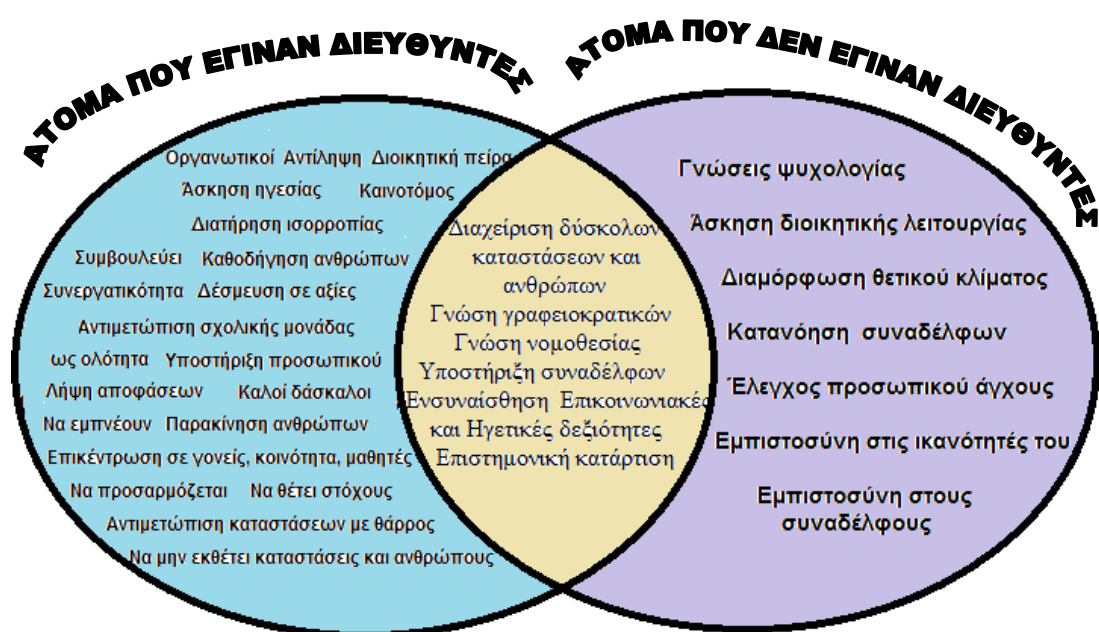 ΑΤΟΜΑ ΠΟΥ ΕΓΙΝΑΝ ΔΙΕΥΘΥΝΤΕΣ
ΑΤΟΜΑ ΠΟΥ ΔΕΝ ΕΓΙΝΑΝ ΔΙΕΥΘΥΝΤΕΣ
Οργανωτικοί Αντίληψη Διοικητική πείρα
Άσκηση ηγεσίας Καινοτόμος
Διατήρηση ισορροπίας
Συμβουλεύει Καθοδήγηση ανθρώπων
Συνεργατικότητα Δέσμευση σε αξίες
Αντιμετώπιση σχολικής μονάδας
ως ολότητα Υποστήριξη προσωπικού
Λήψη αποφάσεων Καλοί δάσκαλοι
Να εμπνέουν Παρακίνηση ανθρώπων
Επικέντρωση σε γονείς, κοινότητα, μαθητές
Να προσαρμόζεται Να θέτει στόχους
Αντιμετώπιση καταστάσεων με θάρρος
Να μην εκθέτει καταστάσεις και ανθρώπους
Διαχείριση δύσκολων
καταστάσεων και
ανθρώπων
Γνώση γραφειοκρατικών
Γνώση νομοθεσίας
Υποστήριξη συναδέλφων
Ενσυναίσθηση Επικοινωνιακές
και Ηγετικές δεξιότητες
Επιστημονική κατάρτιση
Γνώσεις ψυχολογίας
Άσκηση διοικητικής λειτουργίας
Διαμόρφωση θετικού κλίματος
Κατανόηση συναδέλφων
Έλεγχος προσωπικού άγχους
Εμπιστοσύνη στις ικανότητές του
Εμπιστοσύνη στους
συναδέλφους